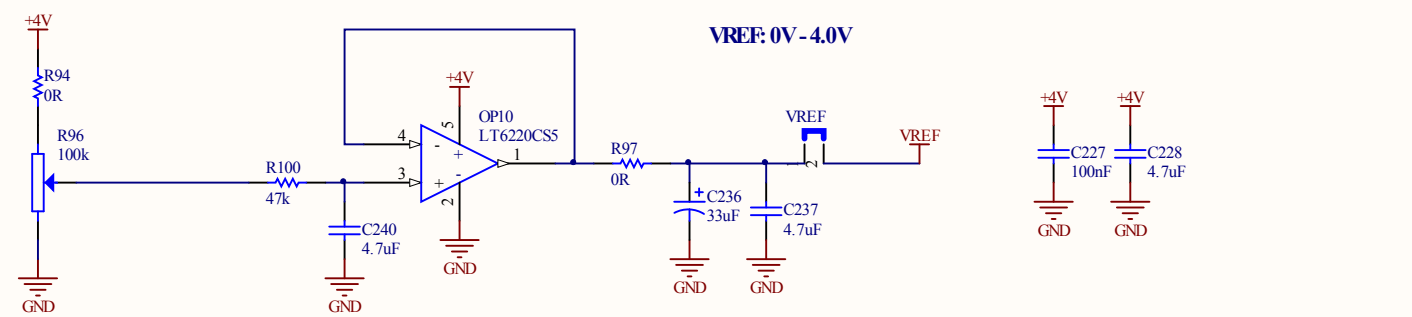 +4V
VREF: 0V - 4.0V
R94
0R
+4V
OP10
LT6220CS5
5
4
-
+
1
3
+
-
2
R96
100k
R100
47k
C240
4.7uF
GND
GND
GND
R97
0R
VREF
1
2
VREF
+
C236
33uF
C237
4.7uF
GND
GND
+4V
+4V
C227
100nF
C228
4.7uF
GND
GND